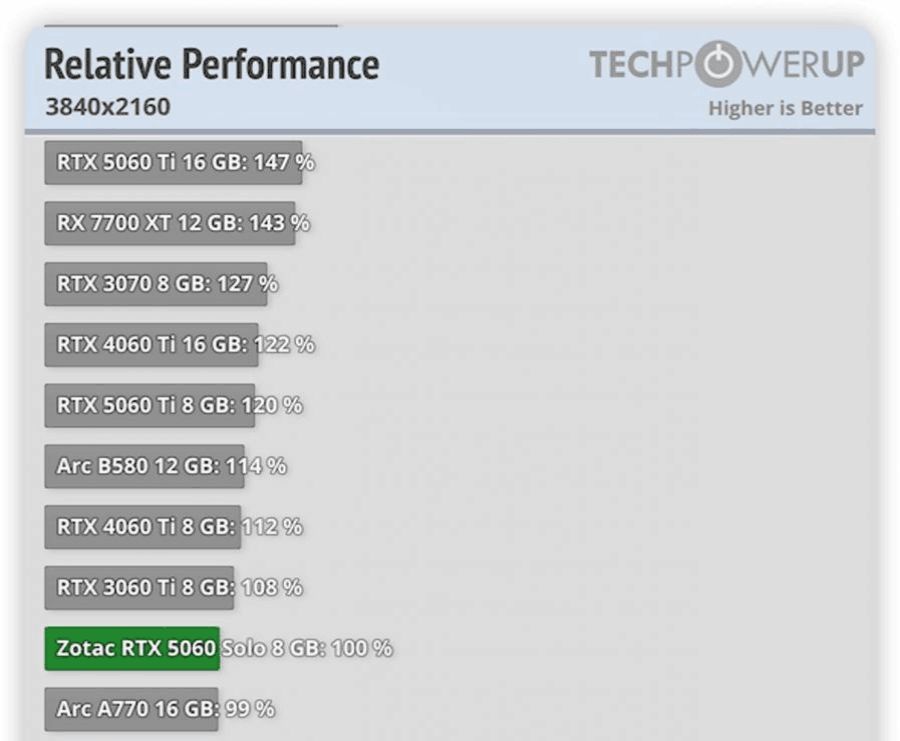 Relative Performance
TECHPOWERUP
3840x2160
Higher is Better
RTX 5060 Ti 16 GB: 147 %
RX 7700 XT 12 GB: 143 %
RTX 3070 8 GB: 127 %
RTX 4060 Ti 16 GB: 122 %
RTX 5060 Ti 8 GB: 120 %
Arc B580 12 GB: 114 %
RTX 4060 Ti 8 GB: 112 %
RTX 3060 Ti 8 GB: 108 %
Zotac RTX 5060 Solo 8 GB: 100 %
Arc A770 16 GB: 99 %